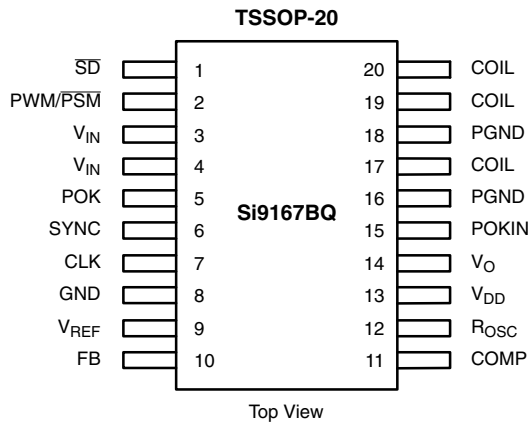 TSSOP-20
SD 1 20 COIL
PWM/PSM 2 19 COIL
VIN 3 18 PGND
VIN 4 17 COIL
POK 5 16 PGND
Si9167BQ
SYNC 6 15 POKIN
CLK 7 14 VO
GND 8 13 VDD
VREF 9 12 ROSC
FB 10 11 COMP
Top View